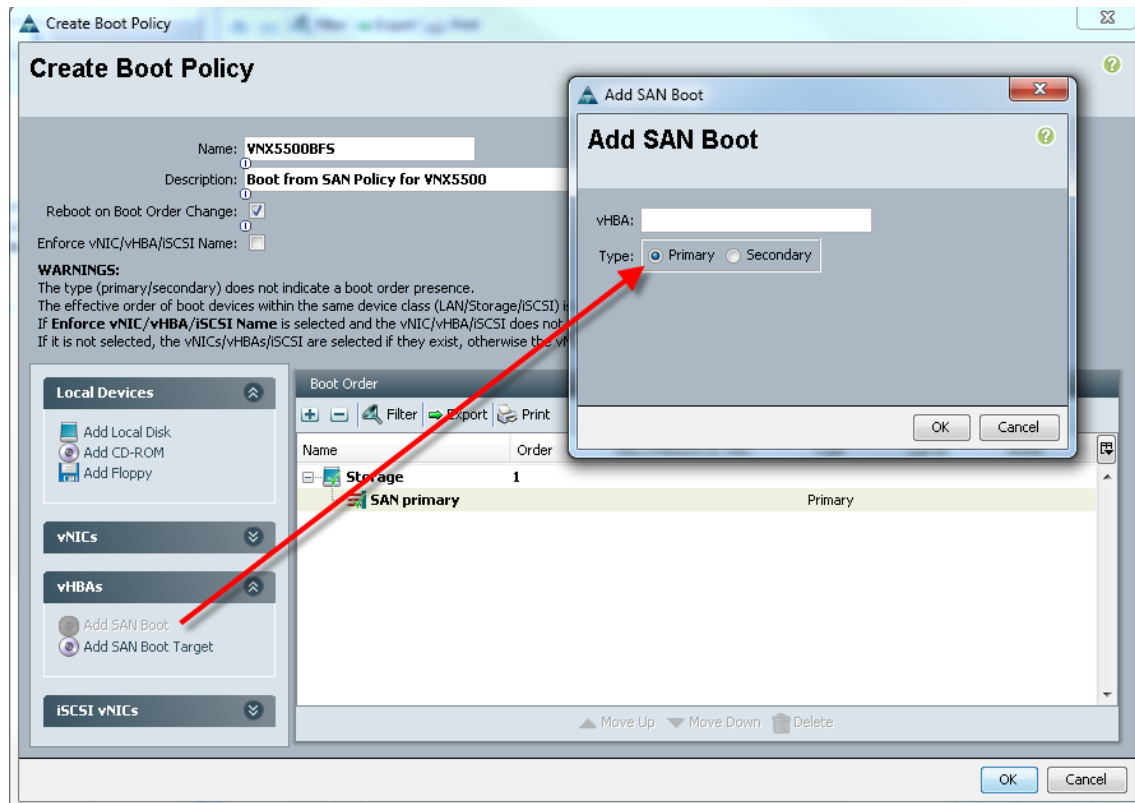 Create Boot Policy
Create Boot Policy
Name: VNX5500BFS
Description: Boot from SAN Policy for VNX5500
Reboot on Boot Order Change:
Enforce vNIC/vHBA/iSCSI Name:
WARNINGS:
The type (primary/secondary) does not indicate a boot order presence.
The effective order of boot devices within the same device class (LAN/Storage/iSCSI)
If Enforce vNIC/vHBA/iSCSI Name is selected and the vNIC/vHBA/iSCSI does not
If it is not selected, the vNICs/vHBAs/iSCSI are selected if they exist, otherwise the
Local Devices
Add Local Disk
Add CD-ROM
Add Floppy
vNICs
vHBAs
Add SAN Boot
Add SAN Boot Target
iSCSI vNICs
Boot Order
Filter Export Print
Name Order
Storage 1
SAN primary Primary
Move Up Move Down Delete
OK Cancel
Add SAN Boot
Add SAN Boot
vHBA:
Type: Primary Secondary
OK Cancel